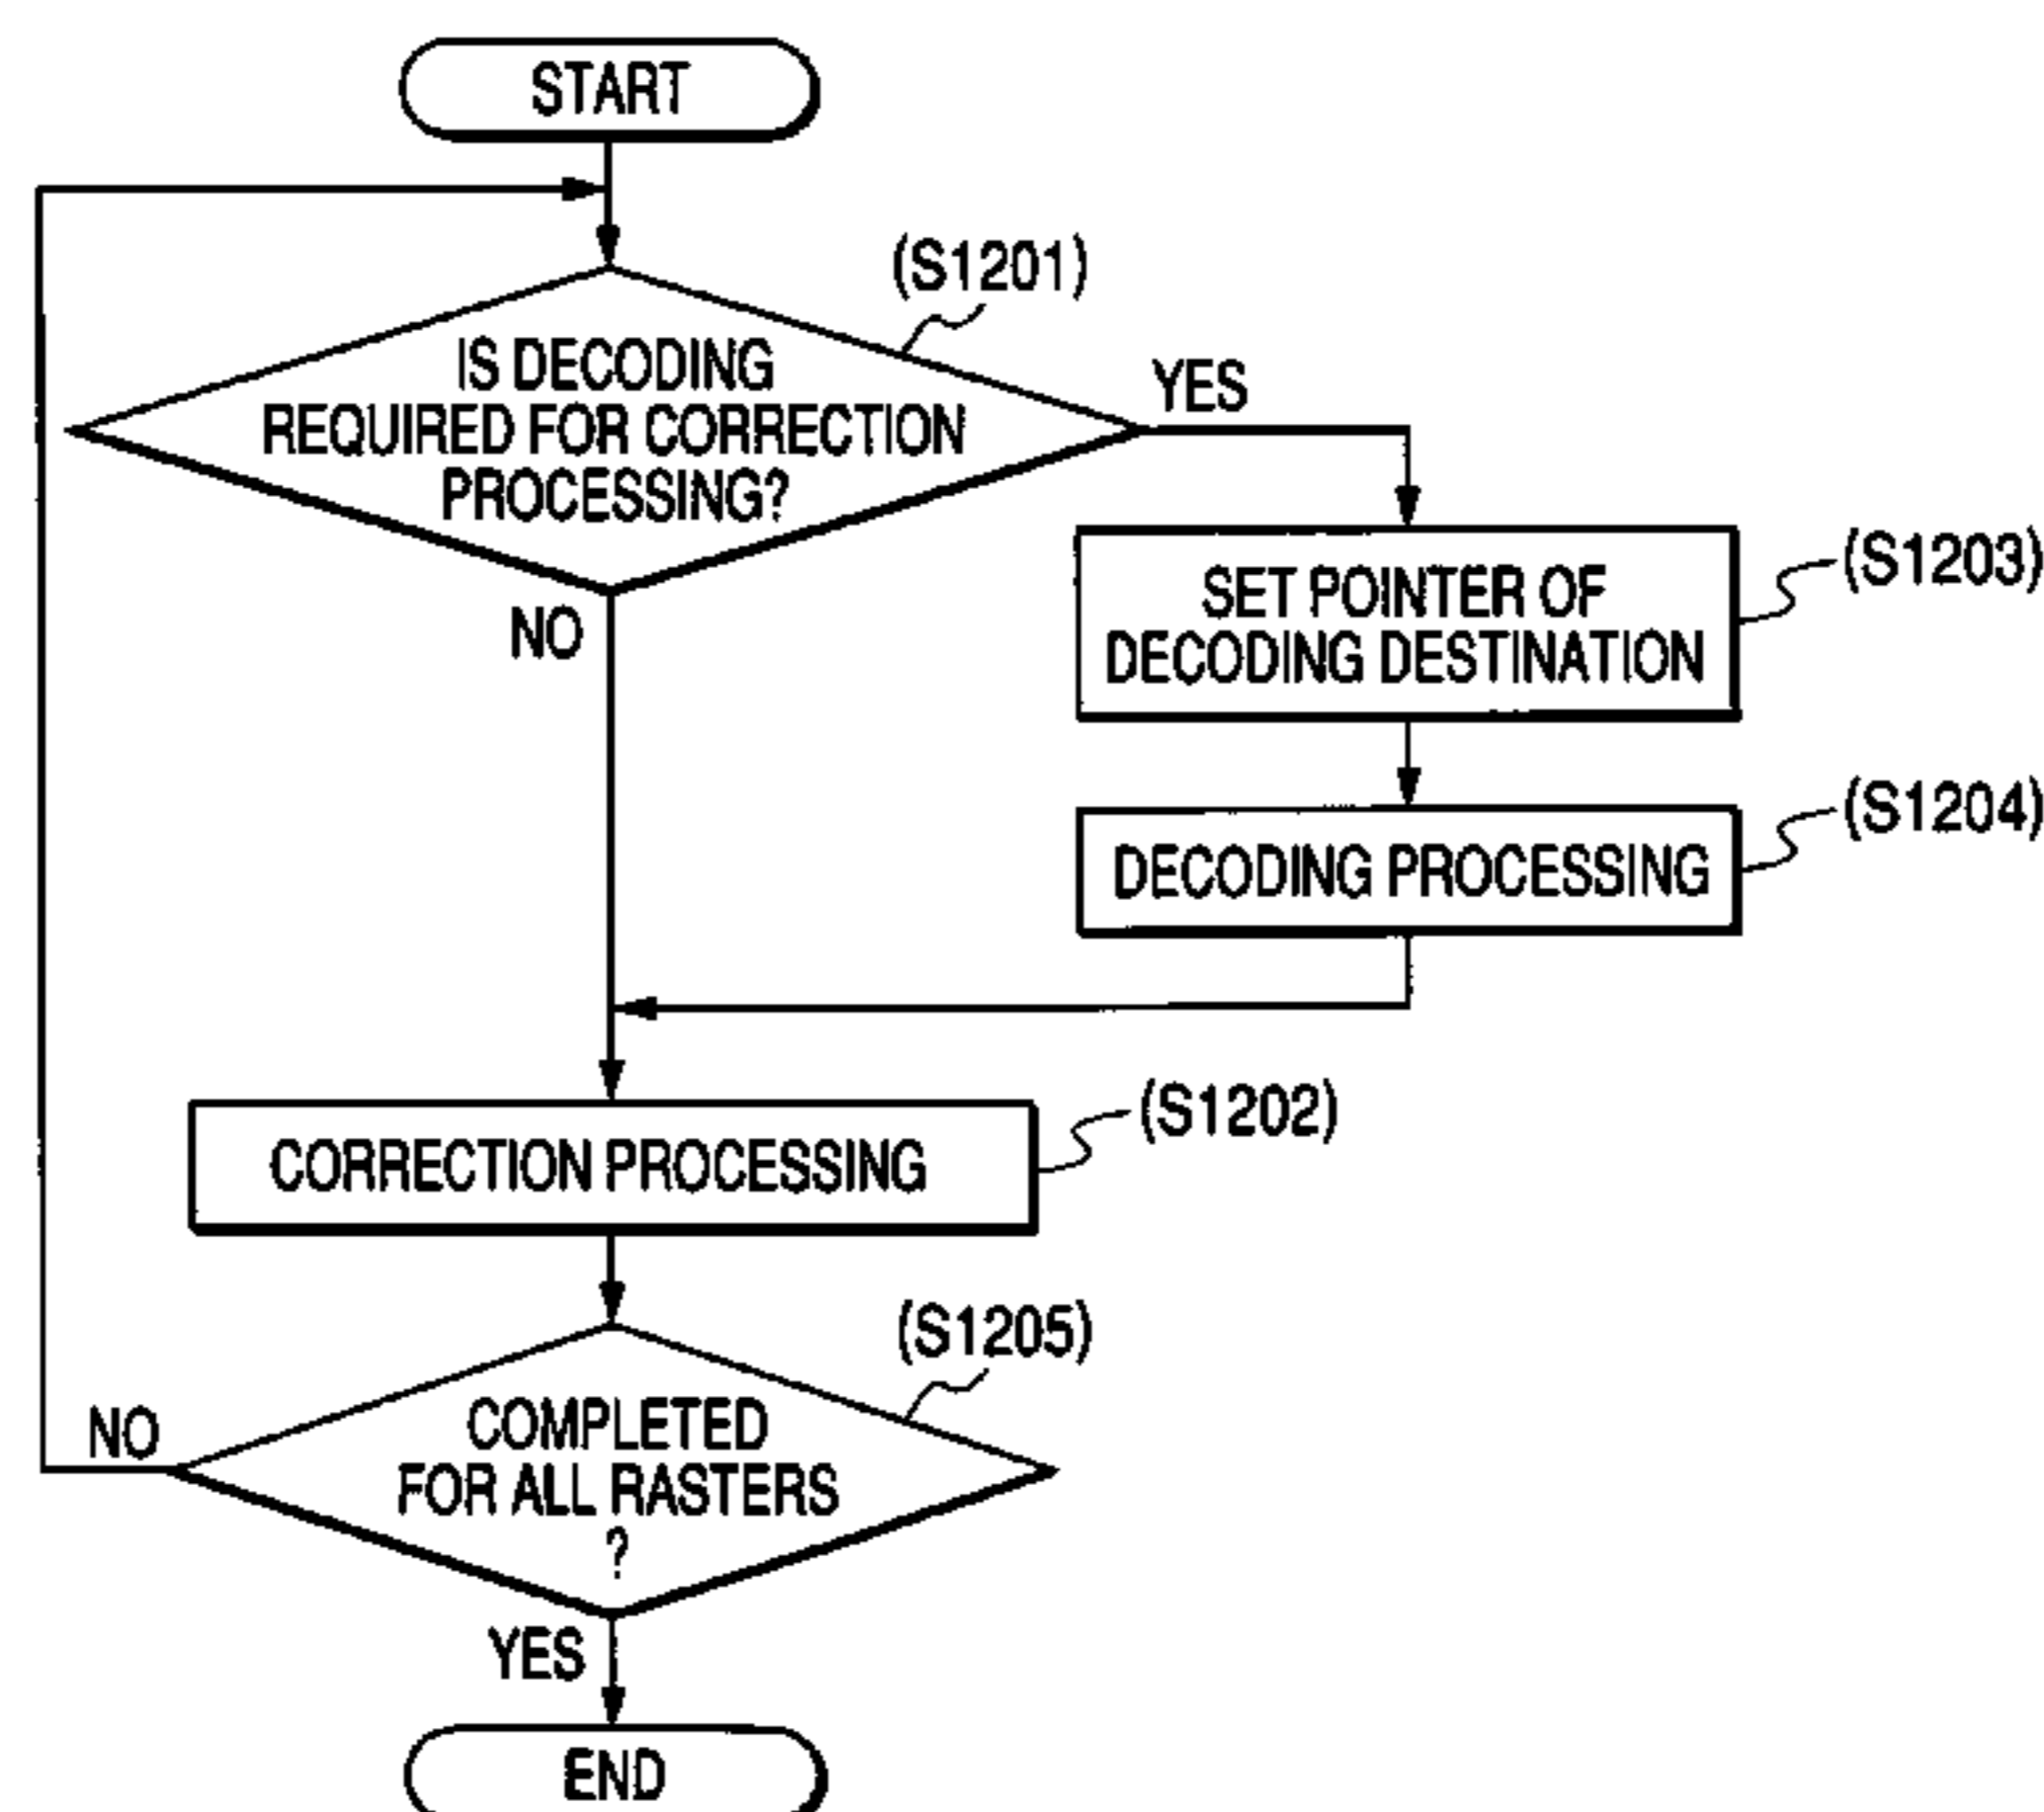 START
(S1201)
IS DECODING
REQUIRED FOR CORRECTION
PROCESSING?
YES
NO
(S1203)
SET POINTER OF
DECODING DESTINATION
(S1204)
DECODING PROCESSING
(S1202)
CORRECTION PROCESSING
(S1205)
COMPLETED
FOR ALL RASTERS
?
NO
YES
END